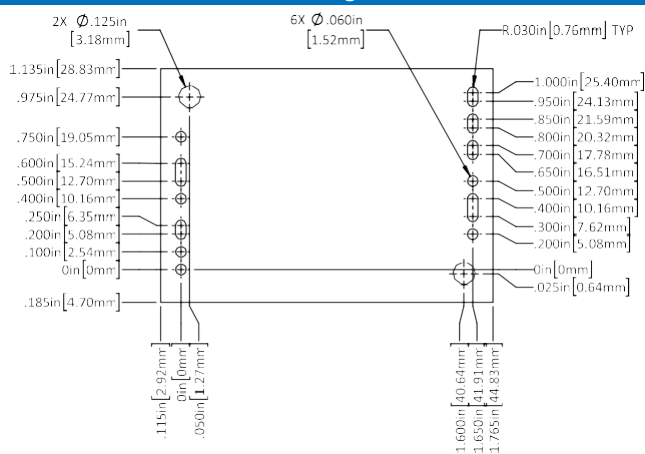 2X Ø.125in
[3.18mm]
6X Ø.060in
[1.52mm]
R.030in[0.76mm] TYP
1.135in[28.83mm]
.975in[24.77mm]
.750in[19.05mm]
.600in[15.24mm]
.500in[12.70mm]
.400in[10.16mm]
.250in[6.35mm]
.200in[5.08mm]
.100in[2.54mm]
0in[0mm]
.185in[4.70mm]
1.000in[25.40mm]
.950in[24.13mm]
.850in[21.59mm]
.800in[20.32mm]
.700in[17.78mm]
.650in[16.51mm]
.500in[12.70mm]
.400in[10.16mm]
.300in[7.62mm]
.200in[5.08mm]
0in[0mm]
.025in[0.64mm]
.115in[2.92mm]
0in[0mm]
.050in[1.27mm]
1.600in[40.64mm]
1.650in[41.91mm]
1.765in[44.83mm]